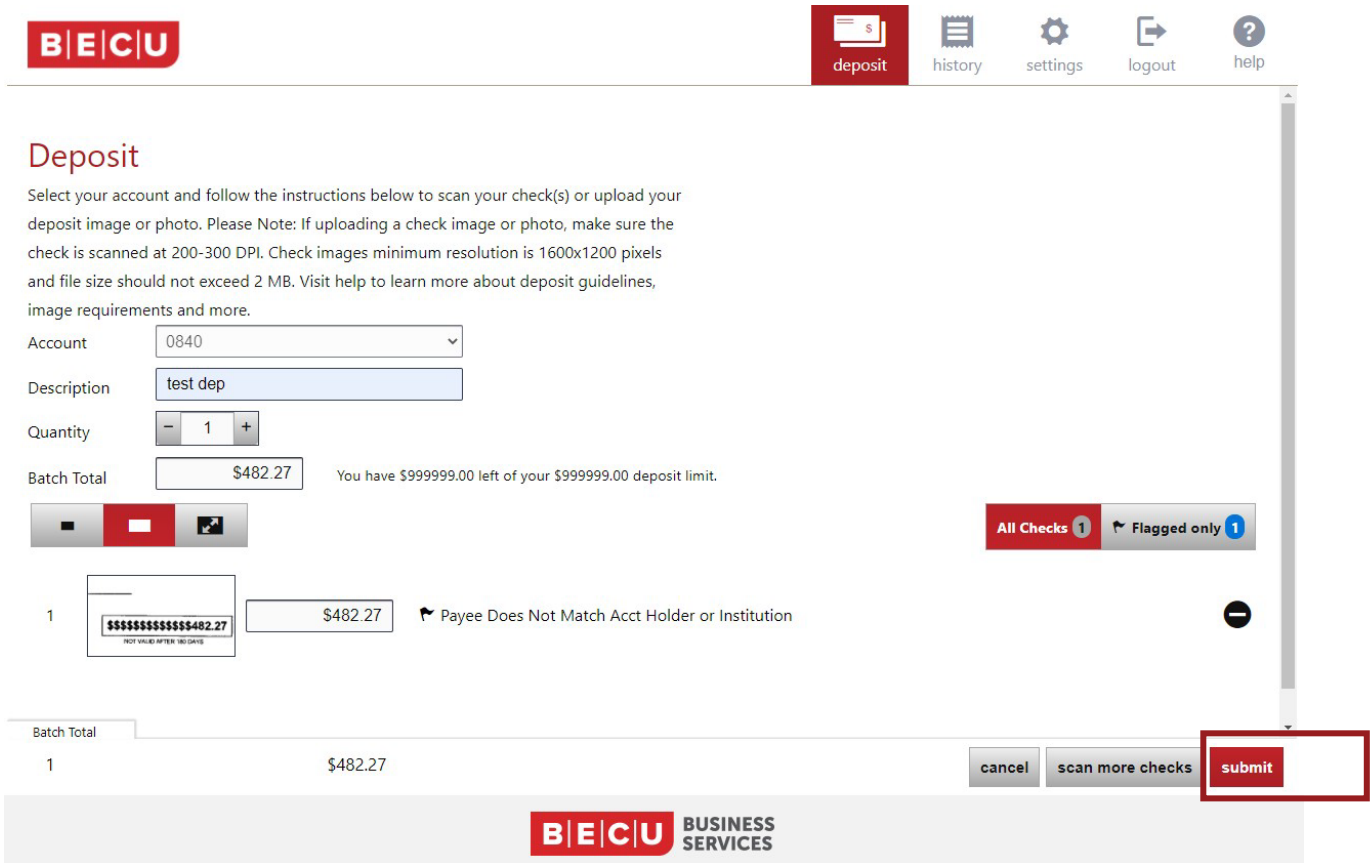 B|E|C|U
deposit
history
settings
logout
help
Deposit
Select your account and follow the instructions below to scan your check(s) or upload your
deposit image or photo. Please Note: If uploading a check image or photo, make sure the
check is scanned at 200-300 DPI. Check images minimum resolution is 1600x1200 pixels
and file size should not exceed 2 MB. Visit help to learn more about deposit guidelines,
image requirements and more.
Account 0840
Description test dep
Quantity − 1 +
Batch Total $482.27 You have $999999.00 left of your $999999.00 deposit limit.
All Checks 1 Flagged only 1
1 $482.27 Payee Does Not Match Acct Holder or Institution
$$$$$$$$$$$$$$482.27
NOT VALID AFTER 180 DAYS
Batch Total
1 $482.27 cancel scan more checks submit
B|E|C|U BUSINESS
SERVICES